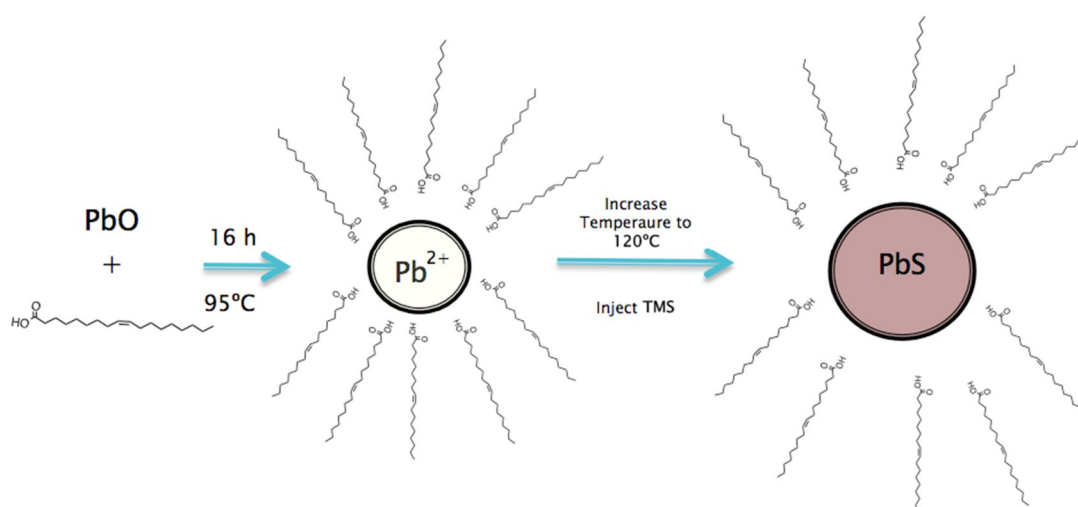 PbO
+
HO
O
16 h
95°C
Pb2+
Increase
Temperaure to
120°C
Inject TMS
PbS